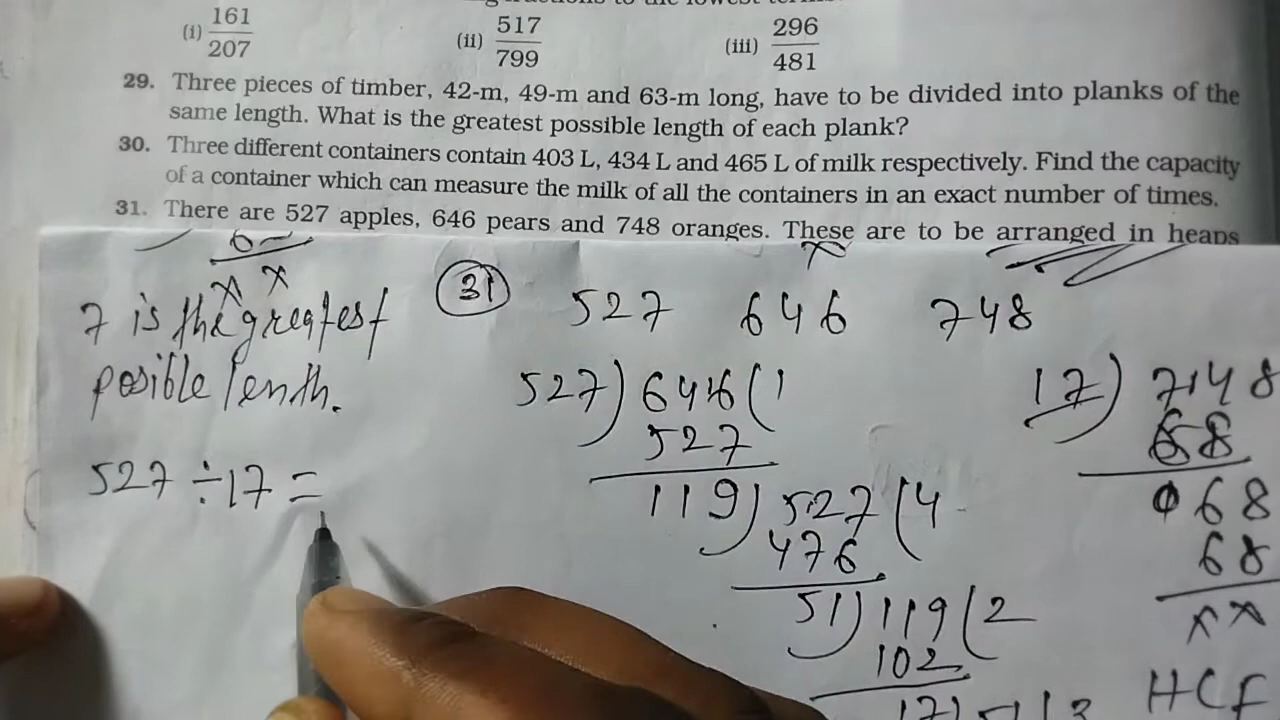 (i) 161/207 (ii) 517/799 (iii) 296/481
29. Three pieces of timber, 42-m, 49-m and 63-m long, have to be divided into planks of the
same length. What is the greatest possible length of each plank?
30. Three different containers contain 403 L, 434 L and 465 L of milk respectively. Find the capacity
of a container which can measure the milk of all the containers in an exact number of times.
31. There are 527 apples, 646 pears and 748 oranges. These are to be arranged in heaps
7 is the greatest
posible lenth.
527 ÷ 17 =
31 527 646 748
527) 646 (1
527
119) 527 (4
476
51) 119 (2
102
17)
17) 748
68
068
68
xx
HCF